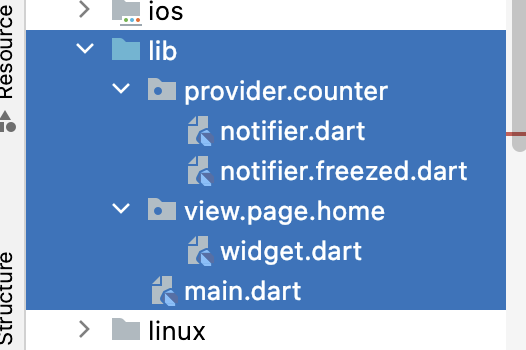 Resource
Structure
ios
lib
provider.counter
notifier.dart
notifier.freezed.dart
view.page.home
widget.dart
main.dart
linux